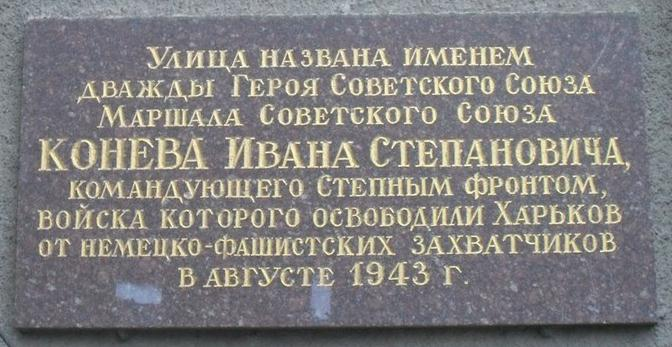 Улица названа именем
дважды Героя Советского Союза
Маршала Советского Союза
КОНЕВА ИВАНА СТЕПАНОВИЧА,
командующего Степным фронтом,
войска которого освободили Харьков
от немецко-фашистских захватчиков
в августе 1943 г.